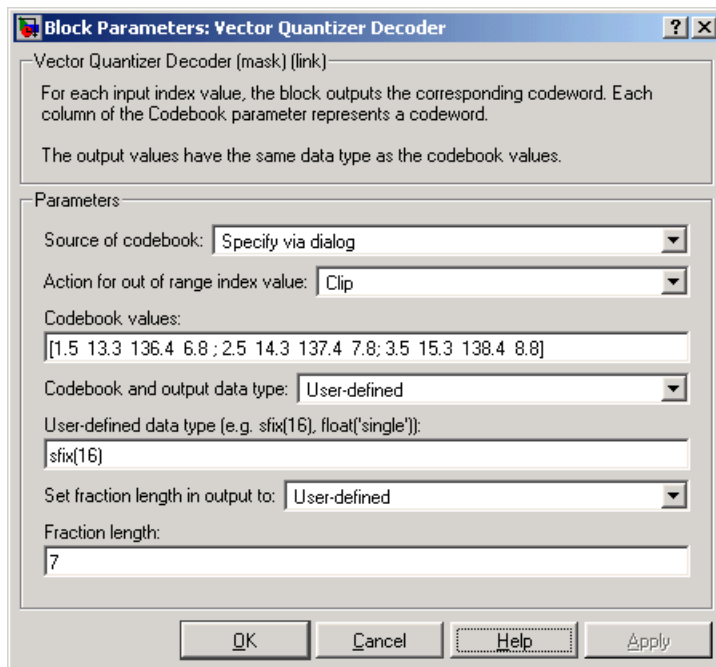 Block Parameters: Vector Quantizer Decoder
Vector Quantizer Decoder (mask) (link)
For each input index value, the block outputs the corresponding codeword. Each
column of the Codebook parameter represents a codeword.
The output values have the same data type as the codebook values.
Parameters
Source of codebook: Specify via dialog
Action for out of range index value: Clip
Codebook values:
[1.5 13.3 136.4 6.8 ; 2.5 14.3 137.4 7.8; 3.5 15.3 138.4 8.8]
Codebook and output data type: User-defined
User-defined data type (e.g. sfix(16), float('single')):
sfix(16)
Set fraction length in output to: User-defined
Fraction length:
7
OK Cancel Help Apply